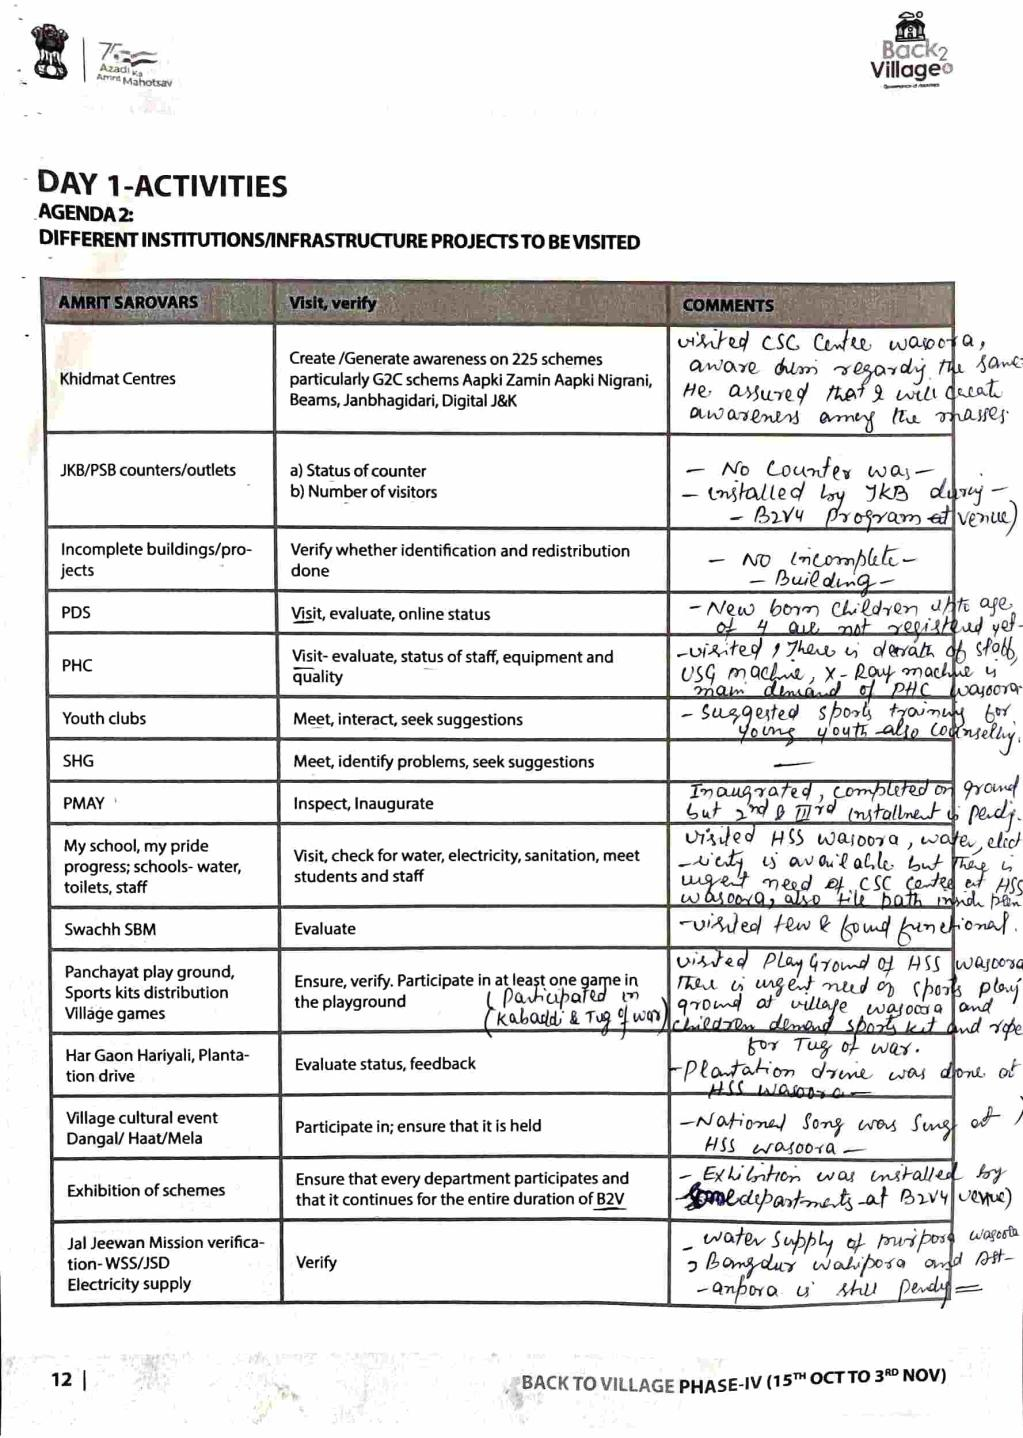 75
Azadi Ka
Amrit Mahotsav
Back2
Village
DAY 1-ACTIVITIES
AGENDA 2:
DIFFERENT INSTITUTIONS/INFRASTRUCTURE PROJECTS TO BE VISITED
AMRIT SAROVARS
Visit, verify
COMMENTS
Khidmat Centres
Create /Generate awareness on 225 schemes
particularly G2C schems Aapki Zamin Aapki Nigrani,
Beams, Janbhagidari, Digital J&K
visited CSC Centre wasoora,
aware him regarding the same
He assured that I will create
awareness among the masses
JKB/PSB counters/outlets
a) Status of counter
b) Number of visitors
- No Counter was -
- installed by JKB during -
- B2V4 Program at venue)
Incomplete buildings/pro-
jects
Verify whether identification and redistribution
done
- No incomplete -
- Building -
PDS
Visit, evaluate, online status
- New born Children upto age
of 4 are not registered yet -
PHC
Visit- evaluate, status of staff, equipment and
quality
- visited, There is dearath of staff,
USG machine, X-Ray machine is
main demand of PHC wasoora
Youth clubs
Meet, interact, seek suggestions
- Suggested sports training for
young youth also Counselling.
SHG
Meet, identify problems, seek suggestions
—
PMAY
Inspect, Inaugurate
Inaugrated, completed on ground
but 2nd & IIIrd installment is pendg.
My school, my pride
progress; schools- water,
toilets, staff
Visit, check for water, electricity, sanitation, meet
students and staff
visited HSS wasoora, water, elect
-ricity is available but There is
urgent need of CSC Centre at HSS
wasoora, also tile path inside
Swachh SBM
Evaluate
- visited few & found functional.
Panchayat play ground,
Sports kits distribution
Village games
Ensure, verify. Participate in at least one game in
the playground
(Participated in
(Kabaddi & Tug of war)
visited Play Ground of HSS wasoora
There is urgent need of sports play
ground at village wasoora and
children demand sports kit and rope
for Tug of war.
Har Gaon Hariyali, Planta-
tion drive
Evaluate status, feedback
- Plantation drive was done at
HSS wasoora -
Village cultural event
Dangal/ Haat/Mela
Participate in; ensure that it is held
- National Song was Sung at
HSS wasoora -
Exhibition of schemes
Ensure that every department participates and
that it continues for the entire duration of B2V
- Exhibition was installed by
- Some departments at B2V4 venue)
Jal Jeewan Mission verifica-
tion- WSS/JSD
Electricity supply
Verify
- water Supply of wasoora
Bangdur walipora and Ast-
-anpora is still Pendg =
12 |
BACK TO VILLAGE PHASE-IV (15TH OCT TO 3RD NOV)